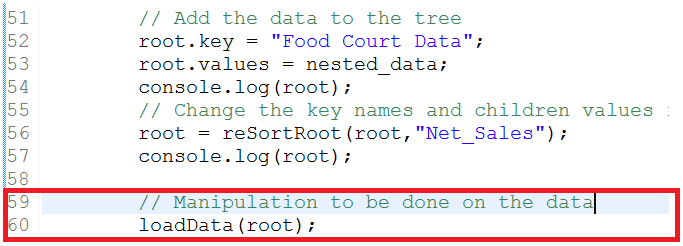 51 // Add the data to the tree
52 root.key = "Food Court Data";
53 root.values = nested_data;
54 console.log(root);
55 // Change the key names and children values
56 root = reSortRoot(root,"Net_Sales");
57 console.log(root);
58
59 // Manipulation to be done on the data
60 loadData(root);